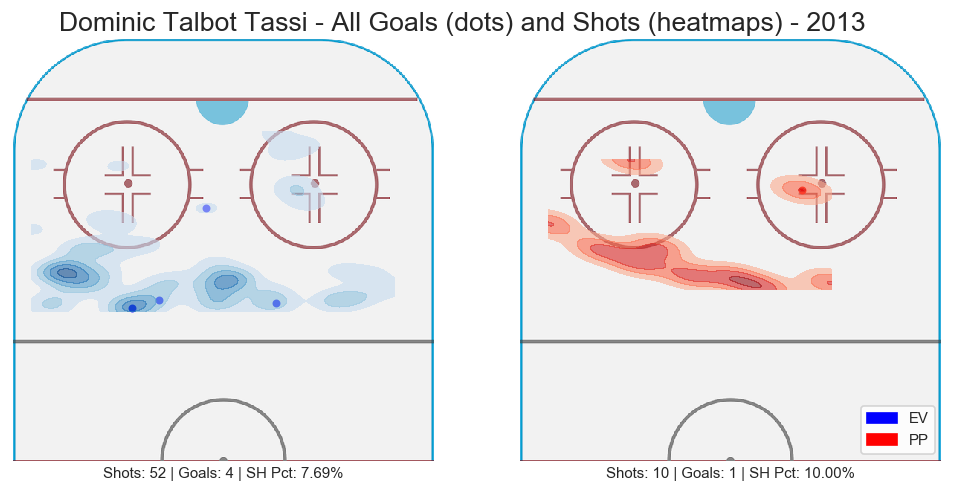 Dominic Talbot Tassi - All Goals (dots) and Shots (heatmaps) - 2013
EV
PP
Shots: 52 | Goals: 4 | SH Pct: 7.69%
Shots: 10 | Goals: 1 | SH Pct: 10.00%